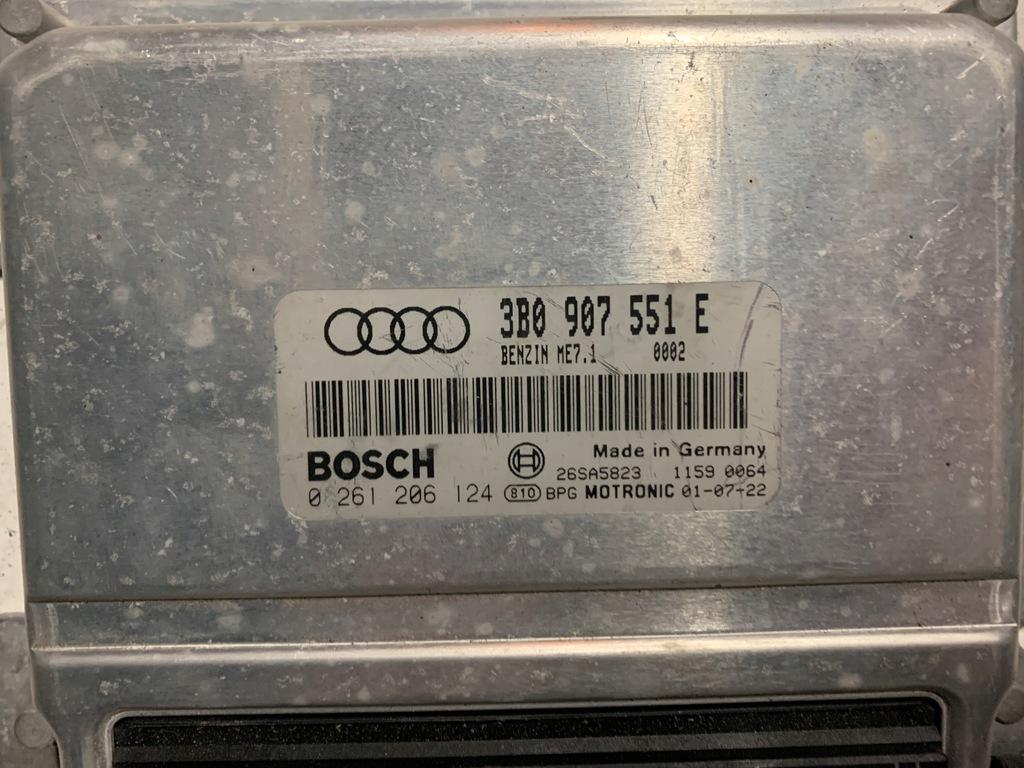 3B0 907 551 E
BENZIN ME7.1 0002
BOSCH Made in Germany
26SA5823 1159 0064
0 261 206 124 810 BPG MOTRONIC 01-07-22